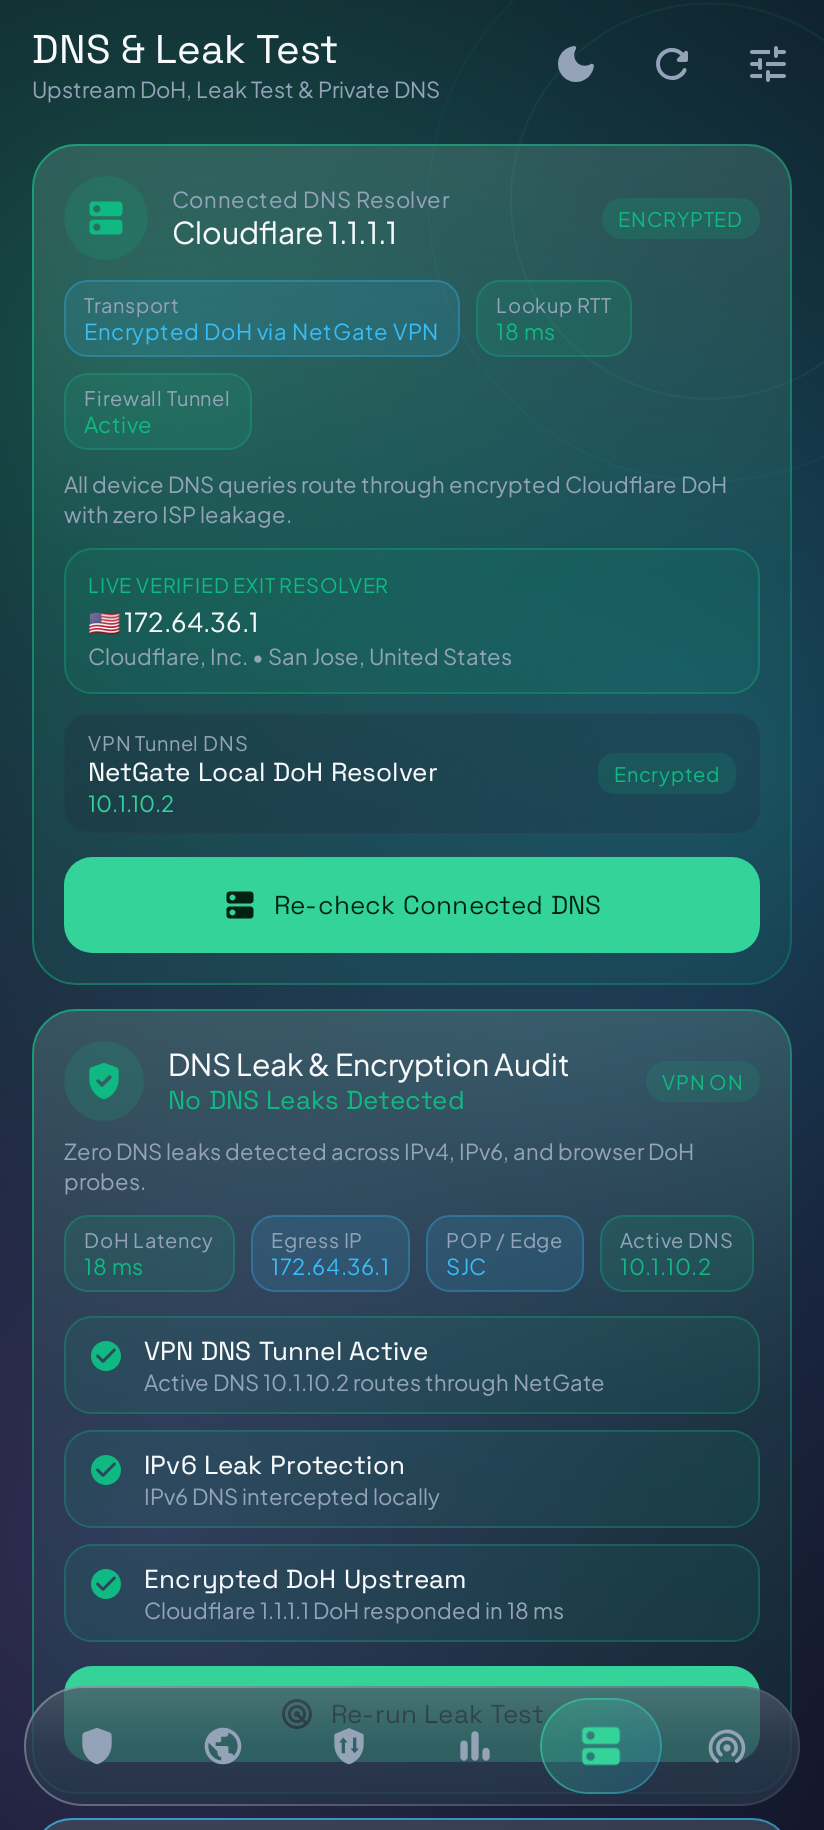 DNS & Leak Test
Upstream DoH, Leak Test & Private DNS
Connected DNS Resolver
Cloudflare 1.1.1.1
ENCRYPTED
Transport
Encrypted DoH via NetGate VPN
Lookup RTT
18 ms
Firewall Tunnel
Active
All device DNS queries route through encrypted Cloudflare DoH
with zero ISP leakage.
LIVE VERIFIED EXIT RESOLVER
🇺🇸 172.64.36.1
Cloudflare, Inc. • San Jose, United States
VPN Tunnel DNS
NetGate Local DoH Resolver
10.1.10.2
Encrypted
Re-check Connected DNS
DNS Leak & Encryption Audit
No DNS Leaks Detected
VPN ON
Zero DNS leaks detected across IPv4, IPv6, and browser DoH
probes.
DoH Latency
18 ms
Egress IP
172.64.36.1
POP / Edge
SJC
Active DNS
10.1.10.2
VPN DNS Tunnel Active
Active DNS 10.1.10.2 routes through NetGate
IPv6 Leak Protection
IPv6 DNS intercepted locally
Encrypted DoH Upstream
Cloudflare 1.1.1.1 DoH responded in 18 ms
Re-run Leak Test